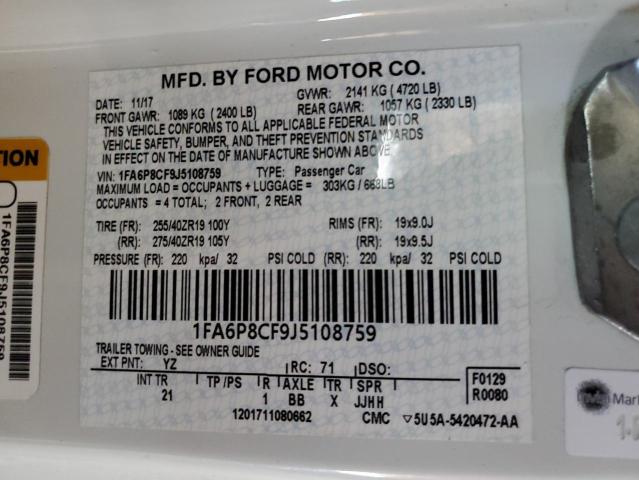 MFD. BY FORD MOTOR CO.
DATE: 11/17 GVWR: 2141 KG ( 4720 LB)
FRONT GAWR: 1089 KG ( 2400 LB) REAR GAWR: 1057 KG ( 2330 LB)
THIS VEHICLE CONFORMS TO ALL APPLICABLE FEDERAL MOTOR
VEHICLE SAFETY, BUMPER, AND THEFT PREVENTION STANDARDS
IN EFFECT ON THE DATE OF MANUFACTURE SHOWN ABOVE.
VIN: 1FA6P8CF9J5108759 TYPE: Passenger Car
MAXIMUM LOAD = OCCUPANTS + LUGGAGE = 303KG / 668LB
OCCUPANTS = 4 TOTAL; 2 FRONT, 2 REAR
TIRE (FR): 255/40ZR19 100Y RIMS (FR): 19x9.0J
(RR): 275/40ZR19 105Y (RR): 19x9.5J
PRESSURE (FR): 220 kpa/ 32 PSI COLD (RR): 220 kpa/ 32 PSI COLD
1FA6P8CF9J5108759
TRAILER TOWING - SEE OWNER GUIDE
EXT PNT: YZ RC: 71 DSO:
INT TR TP/PS R AXLE TR SPR F0129
21 1 BB X JJHH R0080
1201711080662 CMC 5U5A-5420472-AA
TION
1FA6P8CF9J5108759
Mark